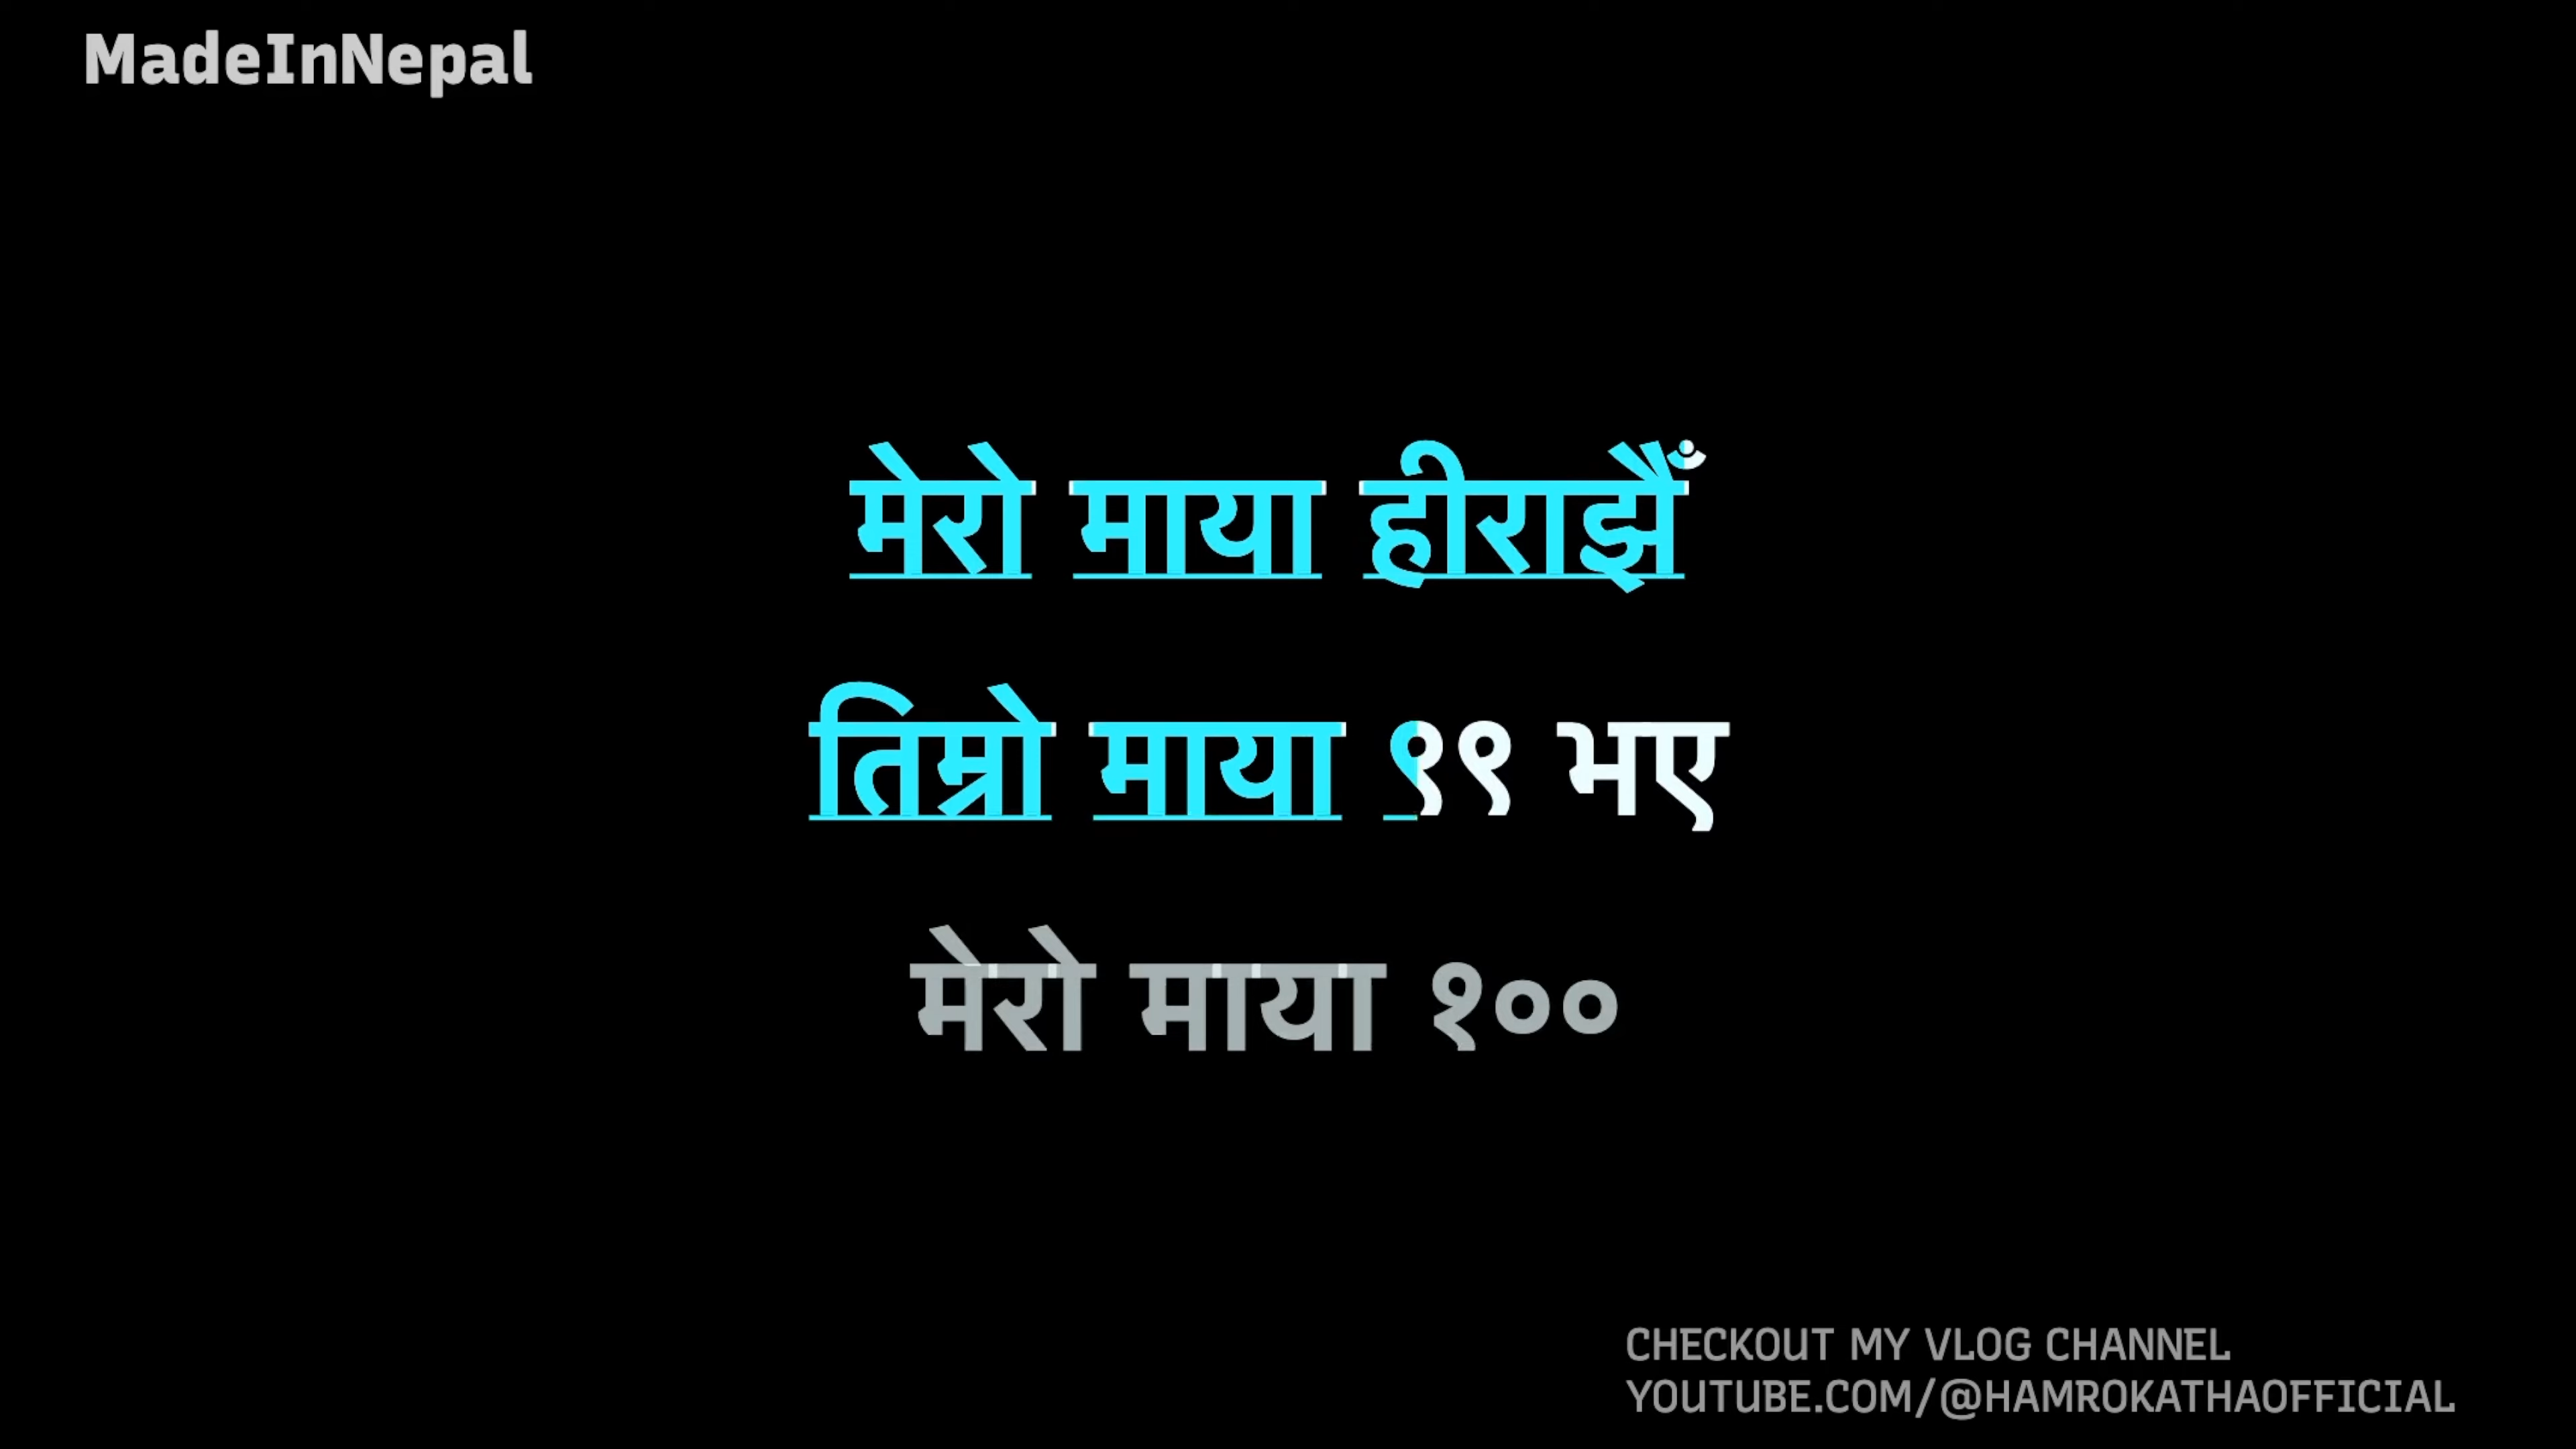 MadeInNepal
मेरो माया हीराझैँ
तिम्रो माया ९९ भए
मेरो माया १००
CHECKOUT MY VLOG CHANNEL
YOUTUBE.COM/@HAMROKATHAOFFICIAL